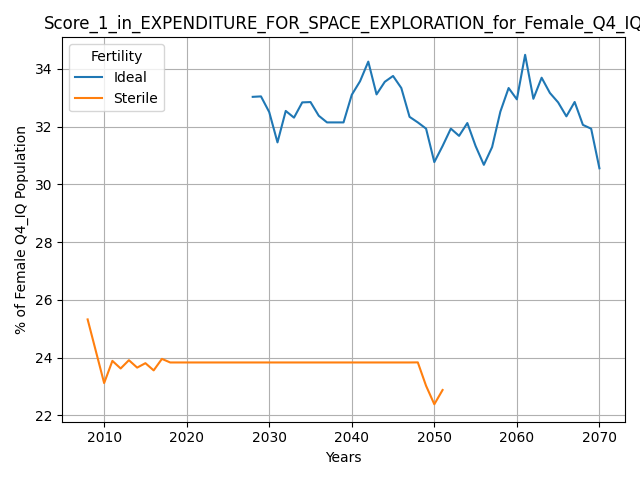 Score_1_in_EXPENDITURE_FOR_SPACE_EXPLORATION_for_Female_Q4_IQ
Fertility
Ideal
Sterile
% of Female Q4_IQ Population
34
32
30
28
26
24
22
2010 2020 2030 2040 2050 2060 2070
Years